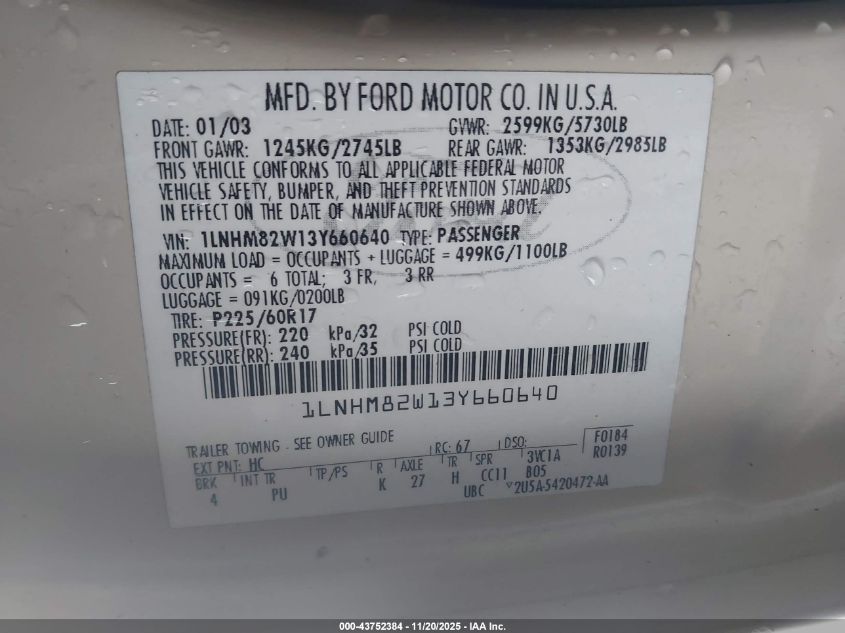 MFD. BY FORD MOTOR CO. IN U.S.A.
DATE: 01/03 GVWR: 2599KG/5730LB
FRONT GAWR: 1245KG/2745LB REAR GAWR: 1353KG/2985LB
THIS VEHICLE CONFORMS TO ALL APPLICABLE FEDERAL MOTOR
VEHICLE SAFETY, BUMPER, AND THEFT PREVENTION STANDARDS
IN EFFECT ON THE DATE OF MANUFACTURE SHOWN ABOVE.
VIN: 1LNHM82W13Y660640 TYPE: PASSENGER
MAXIMUM LOAD = OCCUPANTS + LUGGAGE = 499KG/1100LB
OCCUPANTS = 6 TOTAL; 3 FR, 3 RR
LUGGAGE = 091KG/0200LB
TIRE: P225/60R17
PRESSURE(FR): 220 kPa/32 PSI COLD
PRESSURE(RR): 240 kPa/35 PSI COLD
1LNHM82W13Y660640
TRAILER TOWING - SEE OWNER GUIDE
EXT PNT: HC RC: 67 DSO: F0184
BRK INT TR TP/PS R AXLE TR SPR 3VC1A R0139
4 PU K 27 H CC11 B05
UBC 2U5A-5420472-AA
000-43752384 - 11/20/2025 - IAA Inc.